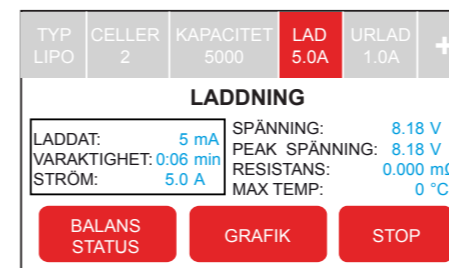 TYP CELLER KAPACITET LAD URLAD +
LIPO 2 5000 5.0A 1.0A
LADDNING
LADDAT: 5 mA
VARAKTIGHET: 0:06 min
STRÖM: 5.0 A
SPÄNNING: 8.18 V
PEAK SPÄNNING: 8.18 V
RESISTANS: 0.000 mΩ
MAX TEMP: 0 °C
BALANS
STATUS
GRAFIK
STOP